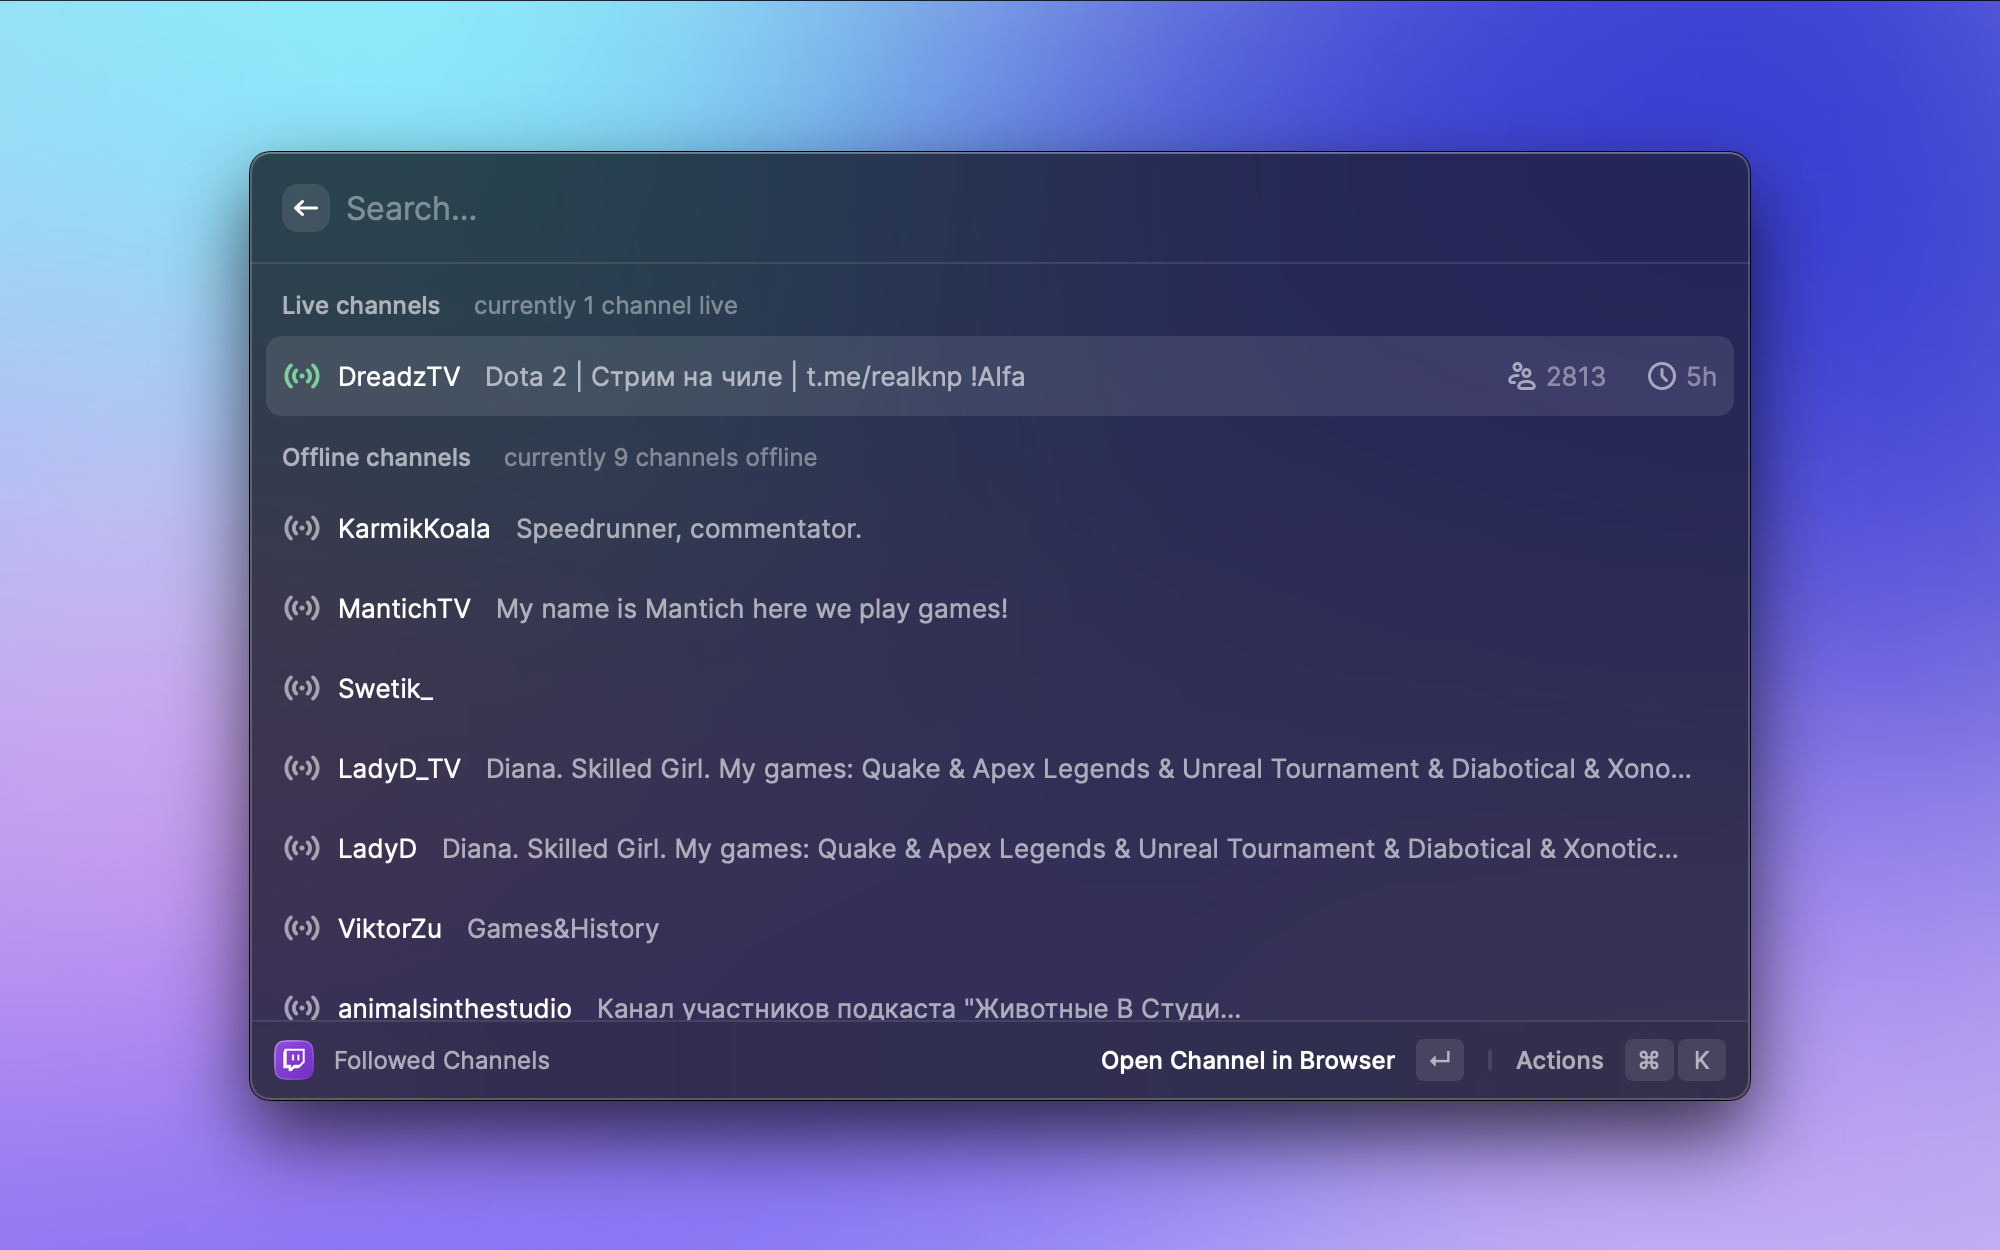 Search...
Live channels currently 1 channel live
DreadzTV Dota 2 | Стрим на чиле | t.me/realknp !Alfa 2813 5h
Offline channels currently 9 channels offline
KarmikKoala Speedrunner, commentator.
MantichTV My name is Mantich here we play games!
Swetik_
LadyD_TV Diana. Skilled Girl. My games: Quake & Apex Legends & Unreal Tournament & Diabotical & Xono...
LadyD Diana. Skilled Girl. My games: Quake & Apex Legends & Unreal Tournament & Diabotical & Xonotic...
ViktorZu Games&History
animalsinthestudio Канал участников подкаста "Животные В Студи...
Followed Channels Open Channel in Browser ↵ | Actions ⌘ K